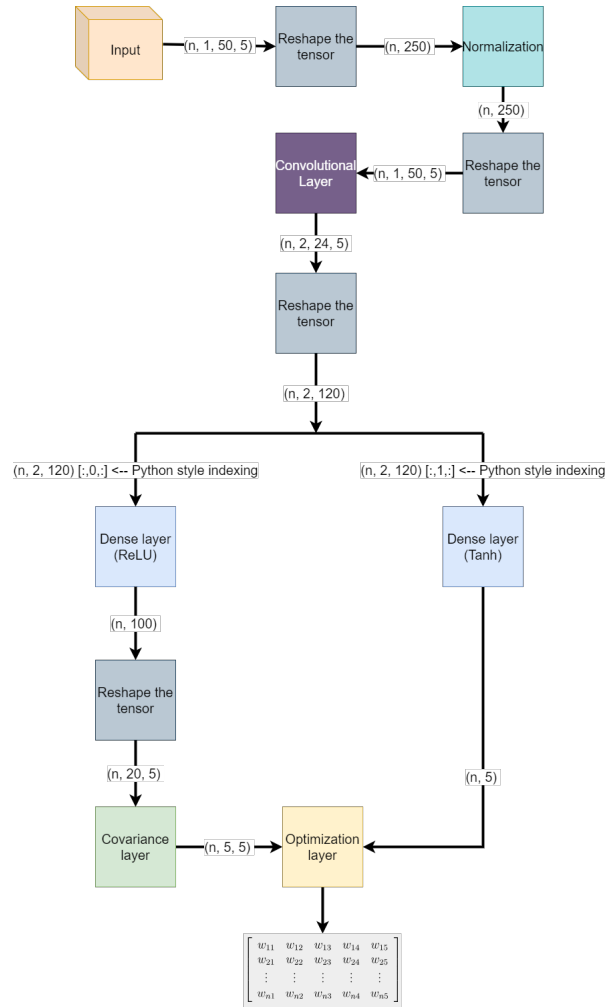 Input
(n, 1, 50, 5)
Reshape the
tensor
(n, 250)
Normalization
(n, 250)
Convolutional
Layer
(n, 1, 50, 5)
Reshape the
tensor
(n, 2, 24, 5)
Reshape the
tensor
(n, 2, 120)
(n, 2, 120) [:,0,:] <-- Python style indexing
(n, 2, 120) [:,1,:] <-- Python style indexing
Dense layer
(ReLU)
Dense layer
(Tanh)
(n, 100)
Reshape the
tensor
(n, 20, 5)
(n, 5)
Covariance
layer
(n, 5, 5)
Optimization
layer
w11 w12 w13 w14 w15
w21 w22 w23 w24 w25
⋮ ⋮ ⋮ ⋮ ⋮
wn1 wn2 wn3 wn4 wn5